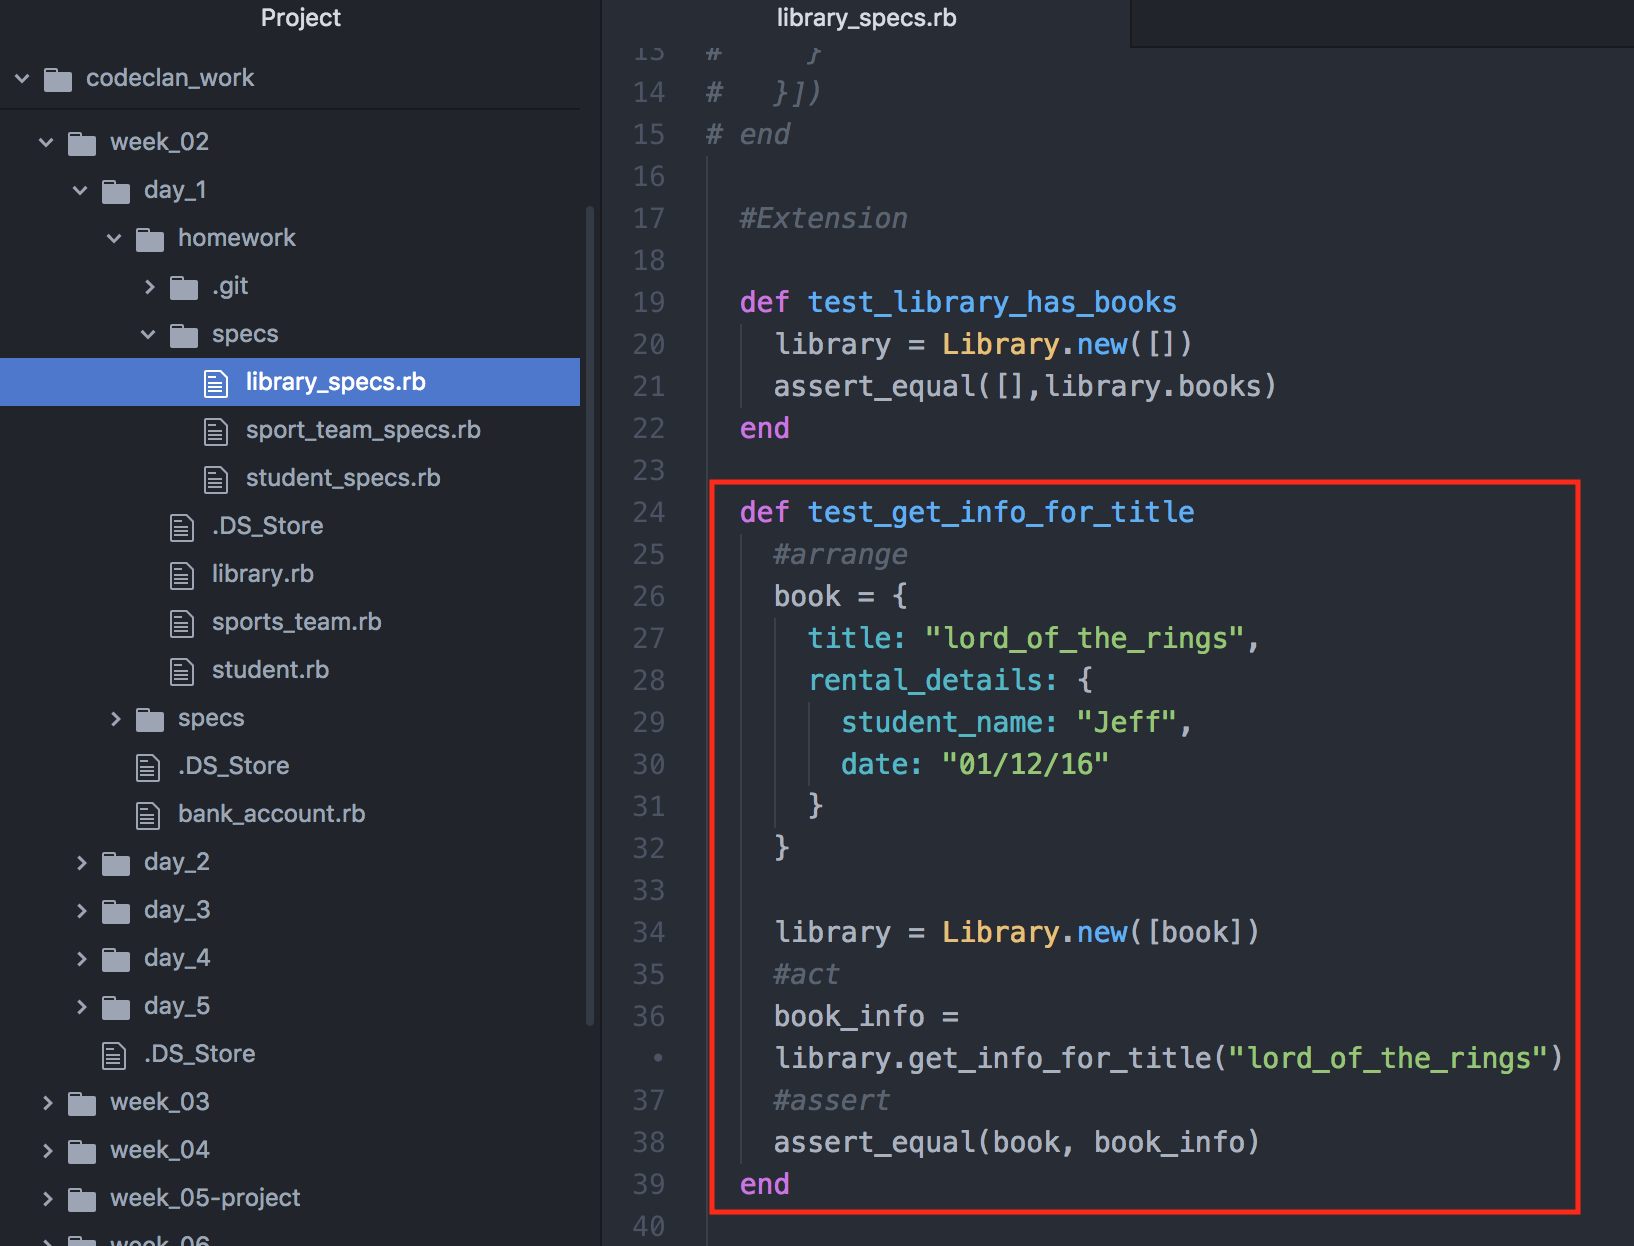 Project
codeclan_work
week_02
day_1
homework
.git
specs
library_specs.rb
sport_team_specs.rb
student_specs.rb
.DS_Store
library.rb
sports_team.rb
student.rb
specs
.DS_Store
bank_account.rb
day_2
day_3
day_4
day_5
.DS_Store
week_03
week_04
week_05-project
week_06
library_specs.rb
13 #     }
14 #   }])
15 # end
16
17   #Extension
18
19   def test_library_has_books
20     library = Library.new([])
21     assert_equal([],library.books)
22   end
23
24   def test_get_info_for_title
25     #arrange
26     book = {
27       title: "lord_of_the_rings",
28       rental_details: {
29         student_name: "Jeff",
30         date: "01/12/16"
31       }
32     }
33
34     library = Library.new([book])
35     #act
36     book_info =
•     library.get_info_for_title("lord_of_the_rings")
37     #assert
38     assert_equal(book, book_info)
39   end
40